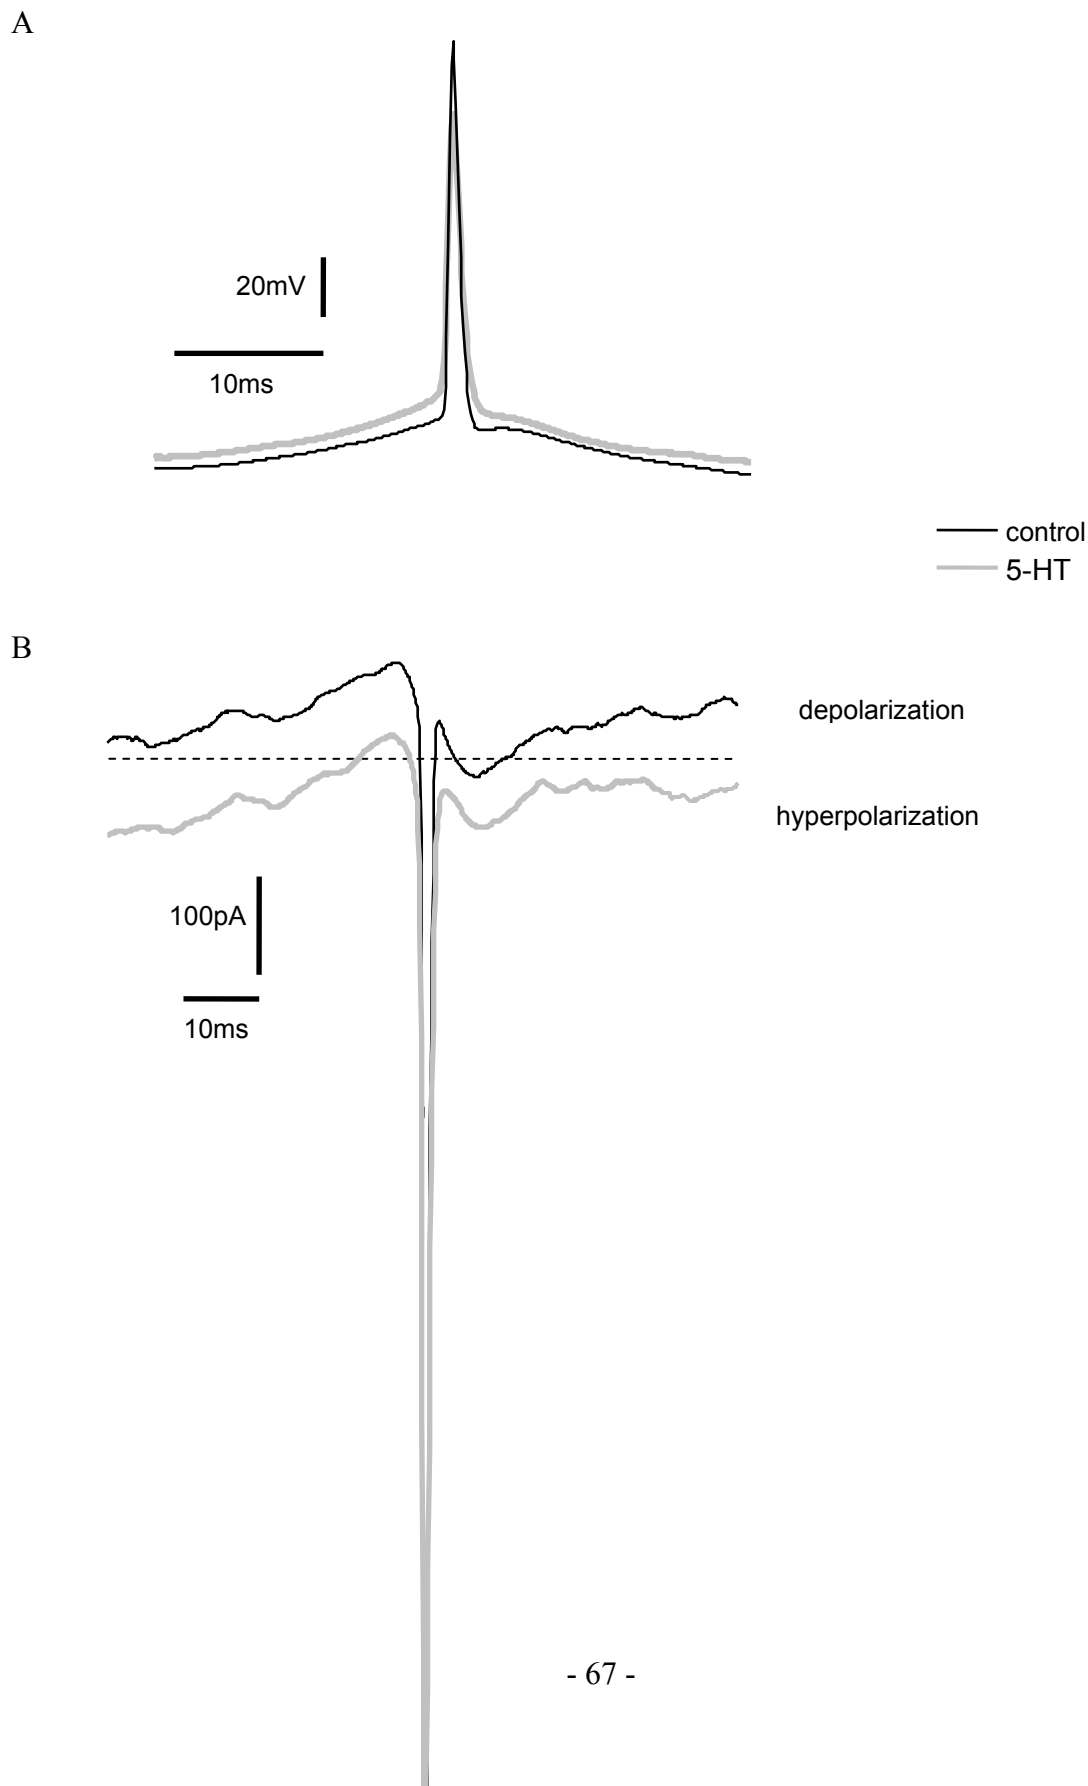 A
20mV
10ms
control
5-HT
B
depolarization
hyperpolarization
100pA
10ms
- 67 -